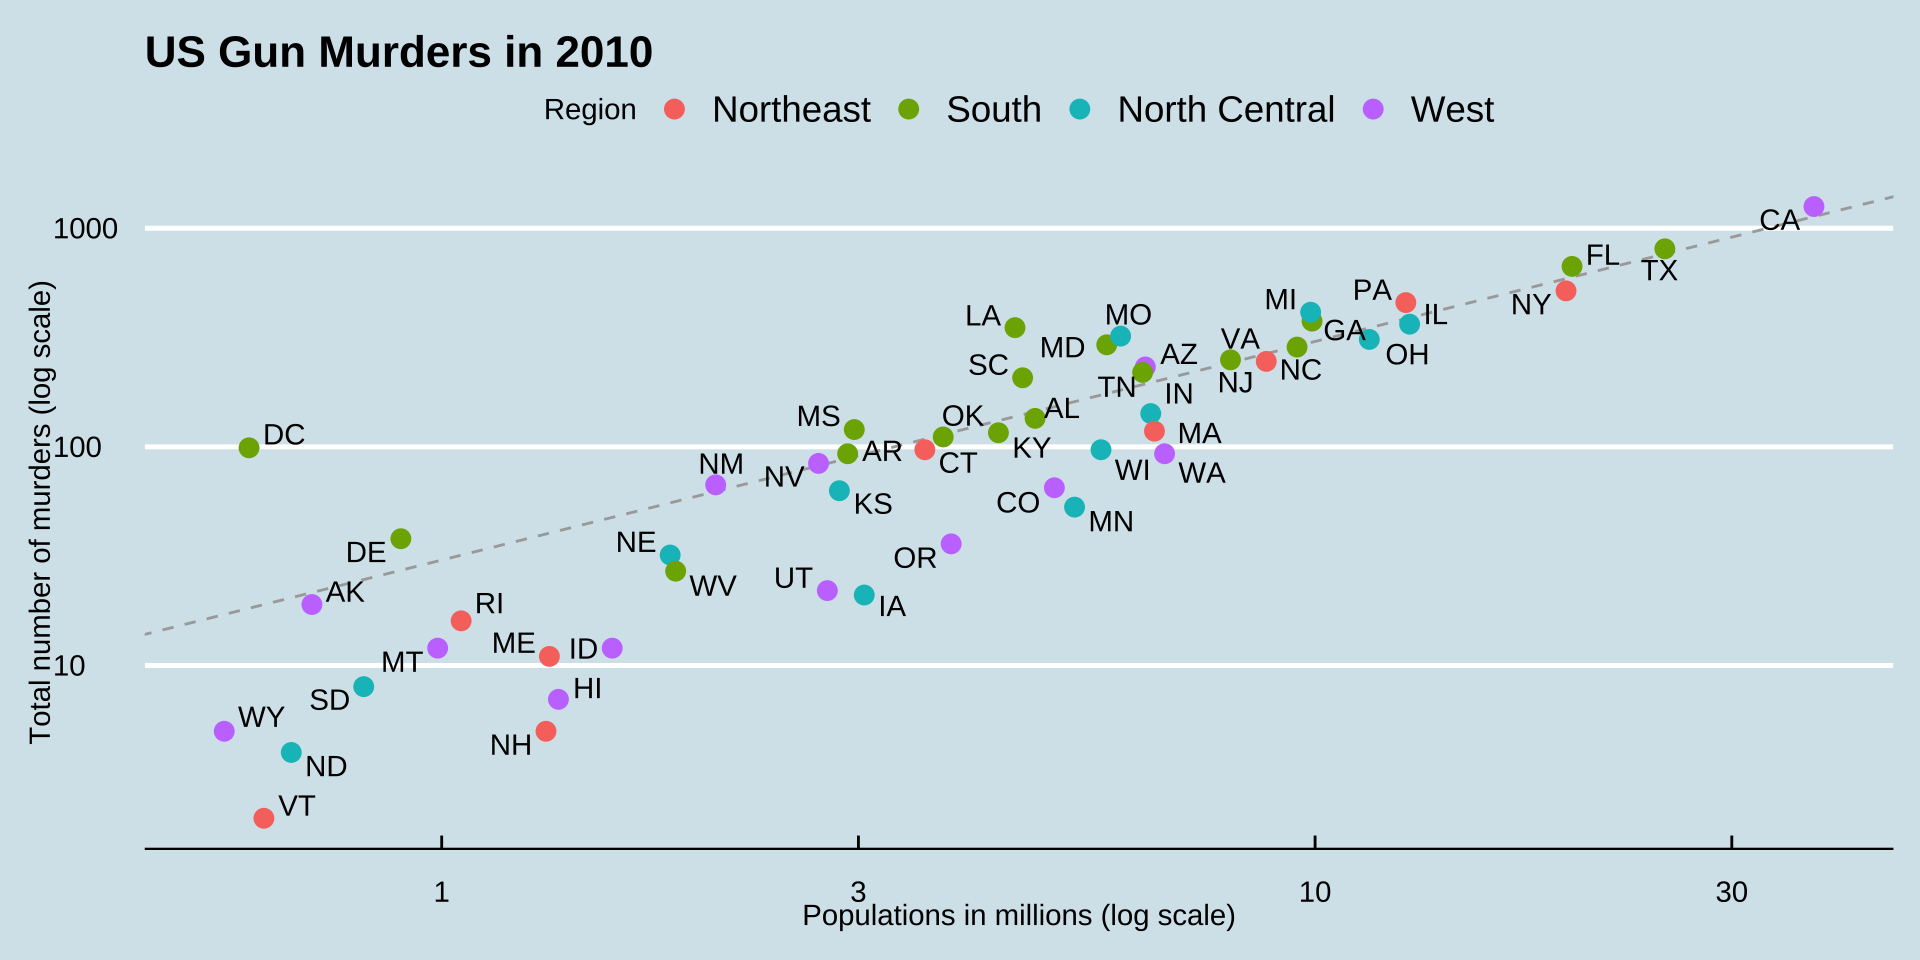 US Gun Murders in 2010
Region Northeast South North Central West
CA
1000
FL
TX
PA
MI
NY
LA
MO
IL
GA
MD
VA
AZ
OH
SC
NC
TN
NJ
IN
MS
OK
AL
DC
MA
100
AR
KY
CT
NM
WI
WA
NV
KS
CO
MN
NE
DE
OR
UT
WV
AK
RI
IA
ME
ID
MT
10
HI
SD
WY
NH
ND
VT
Total number of murders (log scale)
1 3 10 30
Populations in millions (log scale)